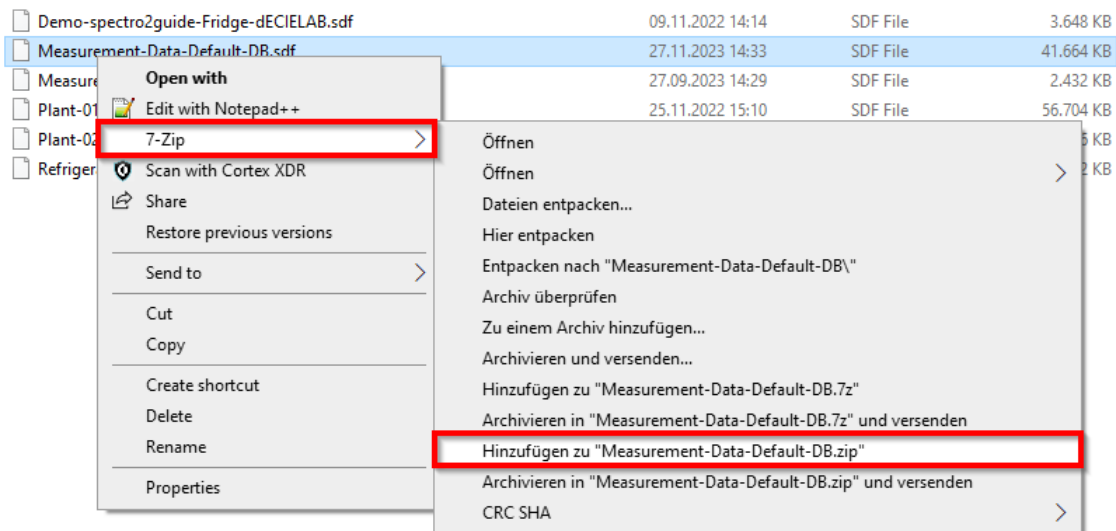 Demo-spectro2guide-Fridge-dECIELAB.sdf 09.11.2022 14:14 SDF File 3.648 KB
Measurement-Data-Default-DB.sdf 27.11.2023 14:33 SDF File 41.664 KB
Measure 27.09.2023 14:29 SDF File 2.432 KB
Plant-01 25.11.2022 15:10 SDF File 56.704 KB
Plant-02 KB
Refriger 2 KB
Open with
Edit with Notepad++
7-Zip
Scan with Cortex XDR
Share
Restore previous versions
Send to
Cut
Copy
Create shortcut
Delete
Rename
Properties
Öffnen
Öffnen
Dateien entpacken...
Hier entpacken
Entpacken nach "Measurement-Data-Default-DB\"
Archiv überprüfen
Zu einem Archiv hinzufügen...
Archivieren und versenden...
Hinzufügen zu "Measurement-Data-Default-DB.7z"
Archivieren in "Measurement-Data-Default-DB.7z" und versenden
Hinzufügen zu "Measurement-Data-Default-DB.zip"
Archivieren in "Measurement-Data-Default-DB.zip" und versenden
CRC SHA